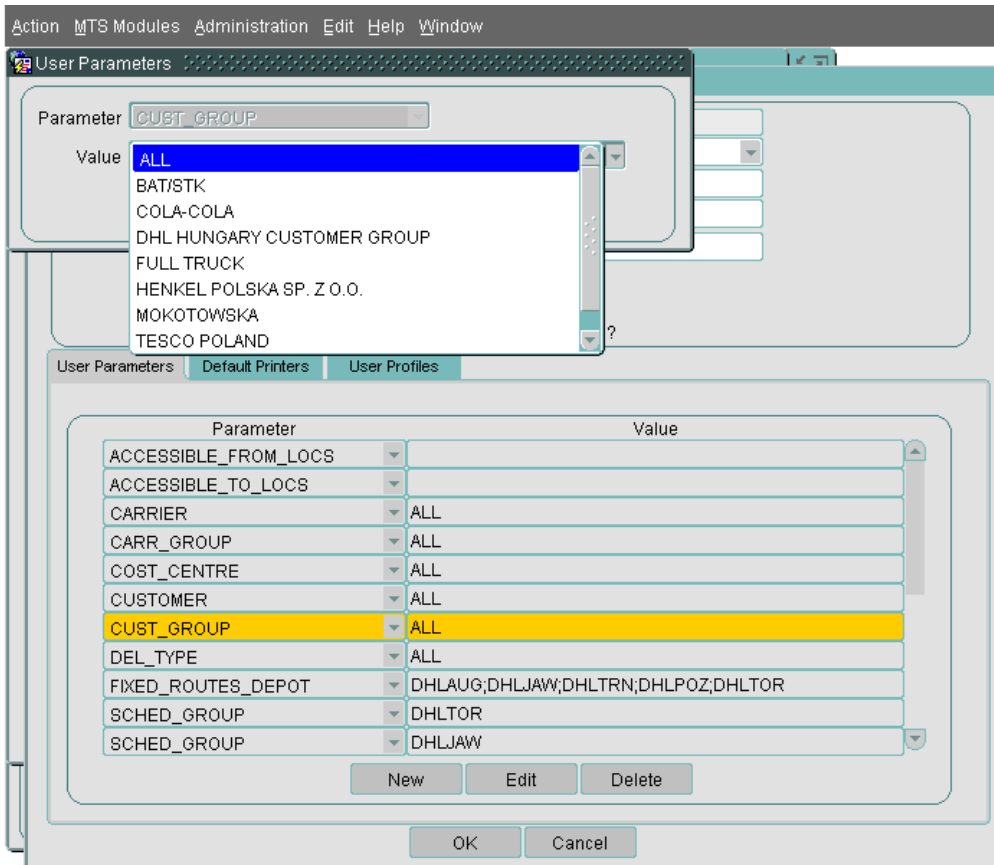 Action MTS Modules Administration Edit Help Window
User Parameters
Parameter CUST_GROUP
Value ALL
BAT/STK
COLA-COLA
DHL HUNGARY CUSTOMER GROUP
FULL TRUCK
HENKEL POLSKA SP. Z O.O.
MOKOTOWSKA
TESCO POLAND
?
User Parameters Default Printers User Profiles
Parameter Value
ACCESSIBLE_FROM_LOCS
ACCESSIBLE_TO_LOCS
CARRIER ALL
CARR_GROUP ALL
COST_CENTRE ALL
CUSTOMER ALL
CUST_GROUP ALL
DEL_TYPE ALL
FIXED_ROUTES_DEPOT DHLAUG;DHLJAW;DHLTRN;DHLPOZ;DHLTOR
SCHED_GROUP DHLTOR
SCHED_GROUP DHLJAW
New Edit Delete
OK Cancel